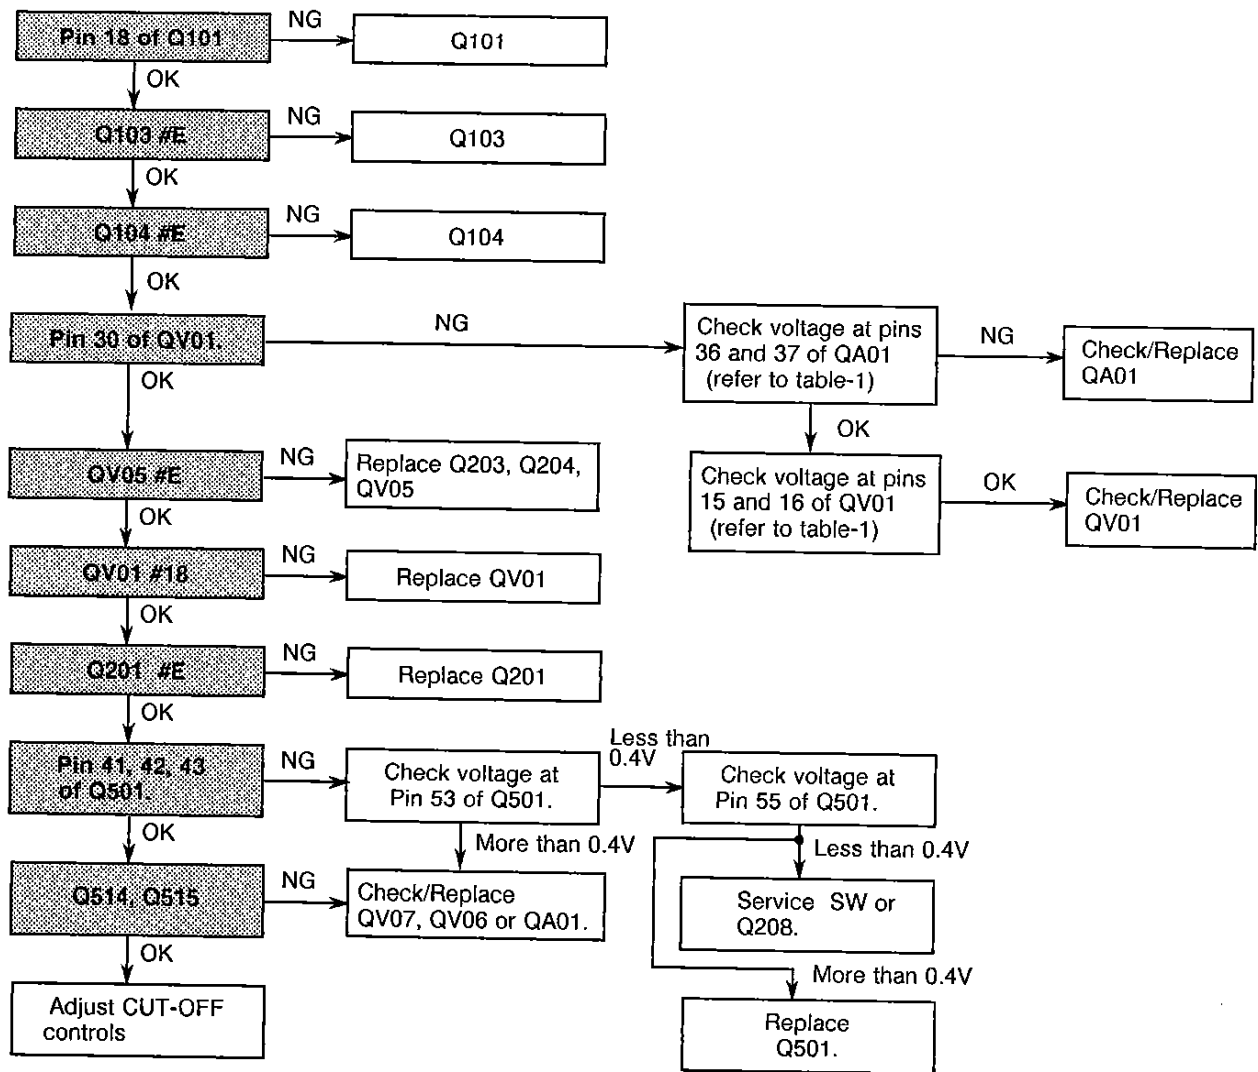 Pin 18 of Q101
NG
Q101
OK
Q103 #E
NG
Q103
OK
Q104 #E
NG
Q104
OK
Pin 30 of QV01.
NG
Check voltage at pins
36 and 37 of QA01
(refer to table-1)
NG
Check/Replace
QA01
OK
OK
QV05 #E
NG
Replace Q203, Q204,
QV05
Check voltage at pins
15 and 16 of QV01
(refer to table-1)
OK
Check/Replace
QV01
OK
QV01 #18
NG
Replace QV01
OK
Q201 #E
NG
Replace Q201
OK
Pin 41, 42, 43
of Q501.
NG
Check voltage at
Pin 53 of Q501.
Less than
0.4V
Check voltage at
Pin 55 of Q501.
OK
More than 0.4V
Less than 0.4V
Q514, Q515
NG
Check/Replace
QV07, QV06 or QA01.
Service SW or
Q208.
OK
More than 0.4V
Adjust CUT-OFF
controls
Replace
Q501.